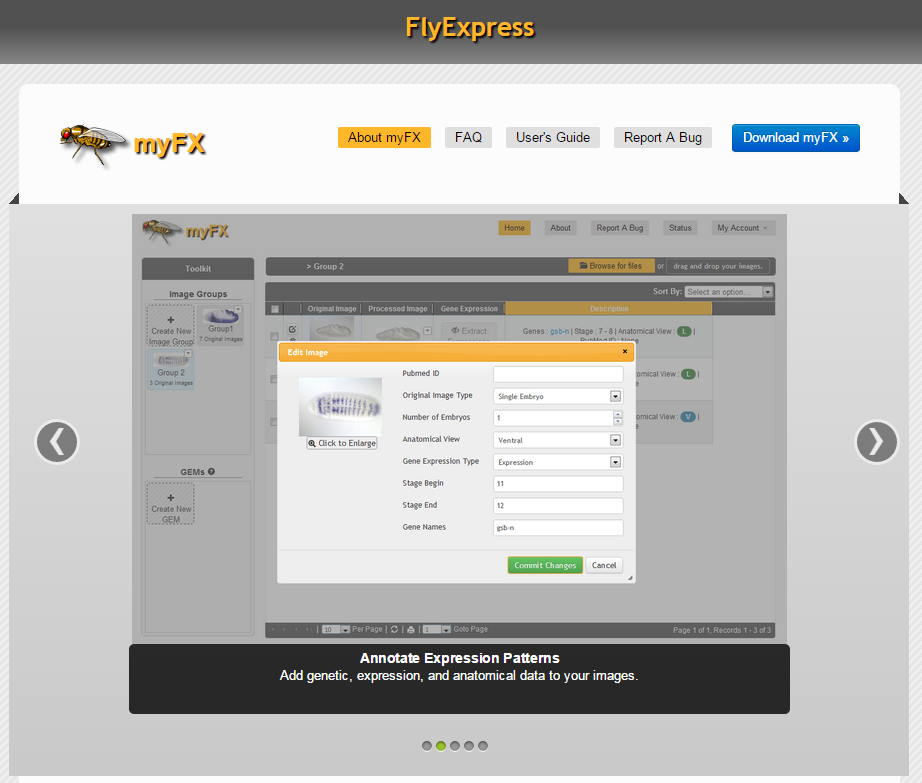 FlyExpress
myFX
About myFX
FAQ
User's Guide
Report A Bug
Download myFX »
myFX
Home
About
Report A Bug
Status
My Account
Toolkit
> Group 2
Browse for files
or
drag and drop your images.
Image Groups
Sort By:
Select an option...
Original Image
Processed Image
Gene Expression
Description
+
Create New
Image Group
Group1
7 Original Images
Extract
Genes : gsb-n | Stage : 7 - 8 | Anatomical View : L |
Group 2
3 Original Images
Edit Image
×
Pubmed ID
Original Image Type
Single Embryo
Number of Embryos
1
Click to Enlarge
Anatomical View
Ventral
Gene Expression Type
Expression
Stage Begin
11
Stage End
12
Gene Names
gsb-n
Commit Changes
Cancel
omical View : L |
omical View : V |
GEMs
+
Create New
GEM
10
Per Page
1
Goto Page
Page 1 of 1, Records 1 - 3 of 3
Annotate Expression Patterns
Add genetic, expression, and anatomical data to your images.